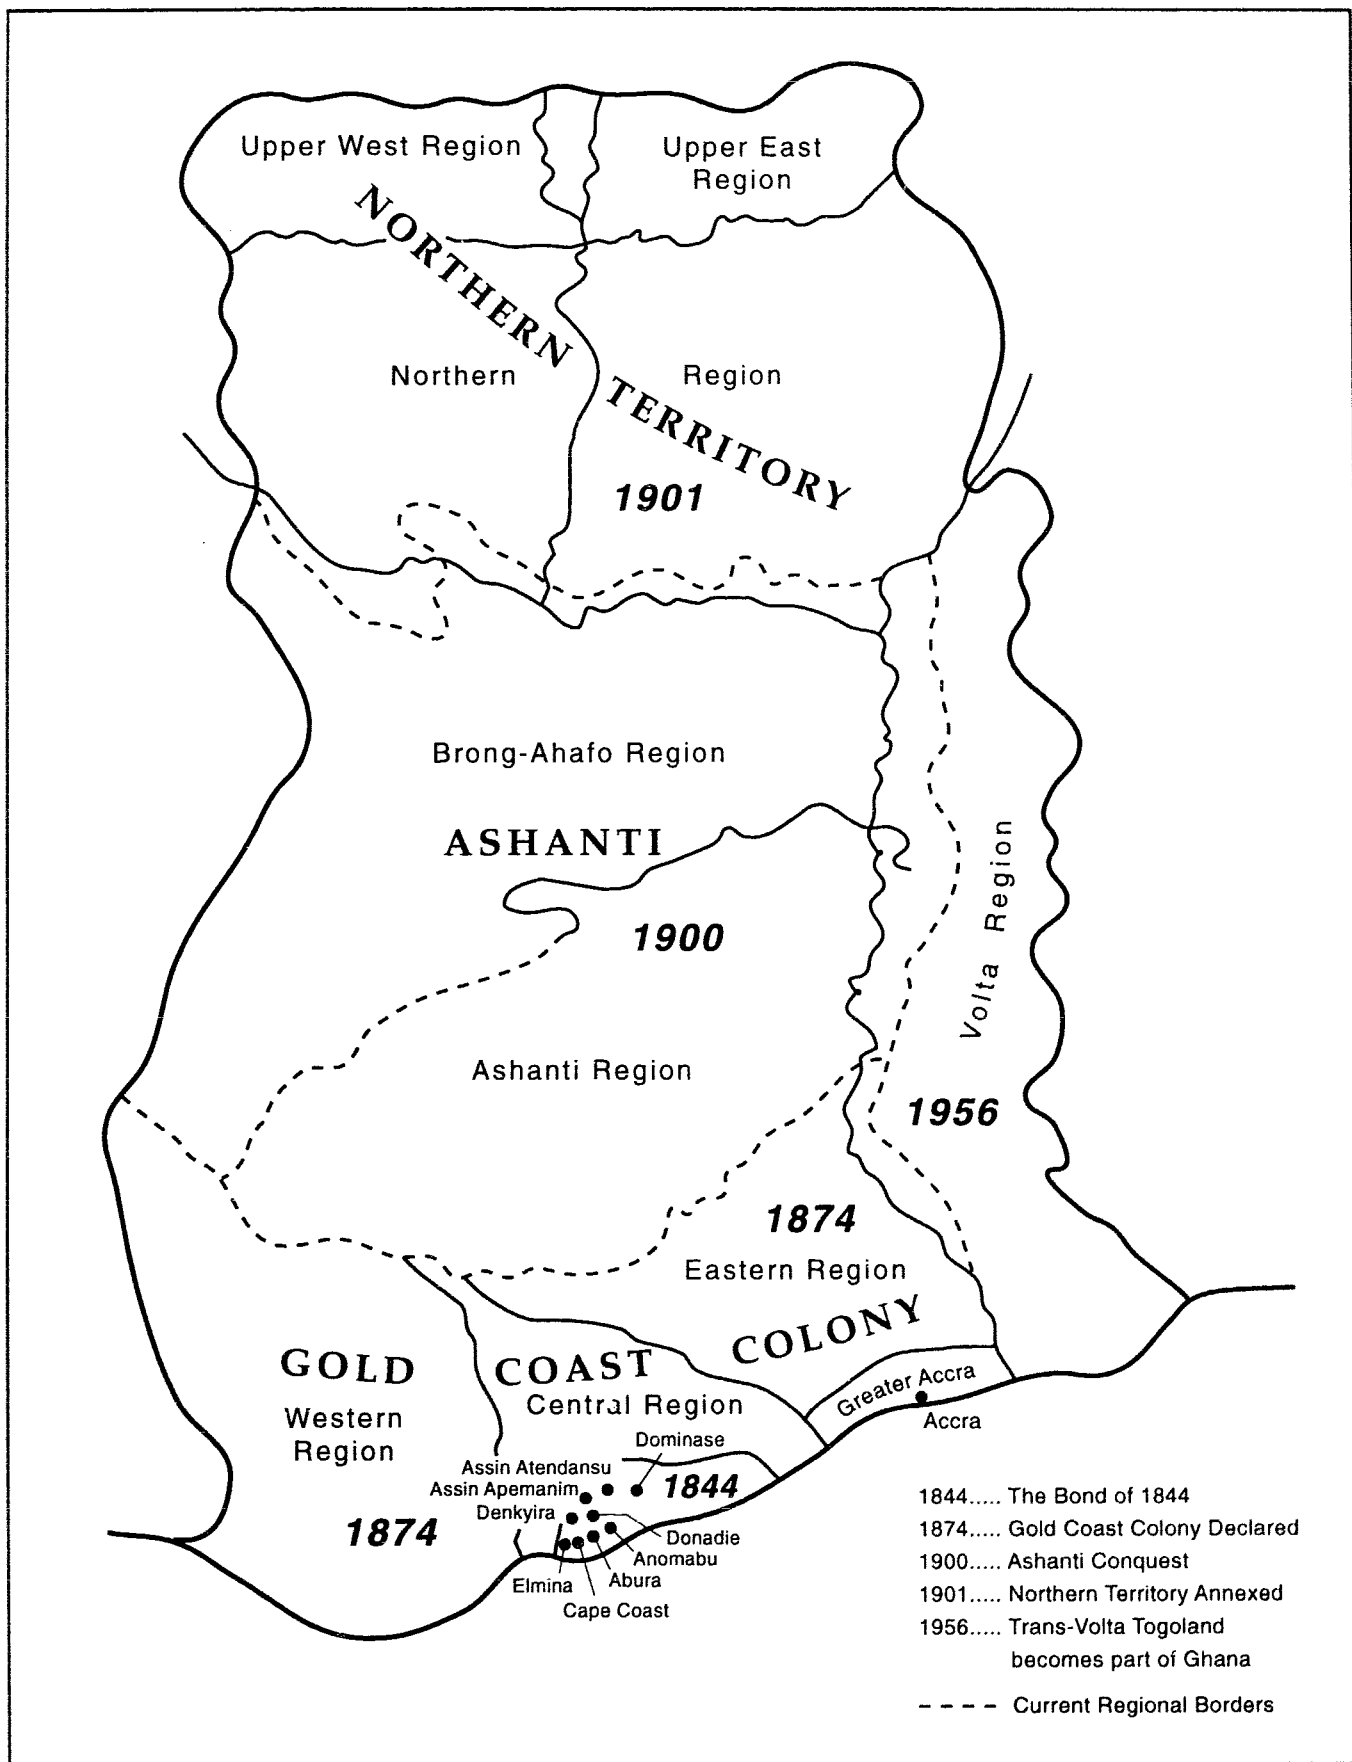 Upper West Region
Upper East
Region
NORTHERN
TERRITORY
Northern
Region
1901
Brong-Ahafo Region
ASHANTI
1900
Volta Region
Ashanti Region
1956
1874
Eastern Region
GOLD
COAST
COLONY
Western
Region
Central Region
Greater Accra
Accra
Dominase
Assin Atendansu
Assin Apemanim
1844
Denkyira
1874
Donadie
Anomabu
Elmina
Abura
Cape Coast
1844..... The Bond of 1844
1874..... Gold Coast Colony Declared
1900..... Ashanti Conquest
1901..... Northern Territory Annexed
1956..... Trans-Volta Togoland
becomes part of Ghana
---- Current Regional Borders